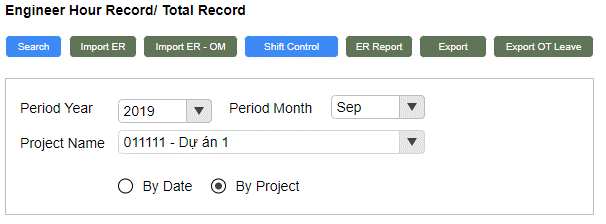 Engineer Hour Record/ Total Record
Search Import ER Import ER - OM Shift Control ER Report Export Export OT Leave
Period Year 2019 Period Month Sep
Project Name 011111 - Dự án 1
By Date By Project